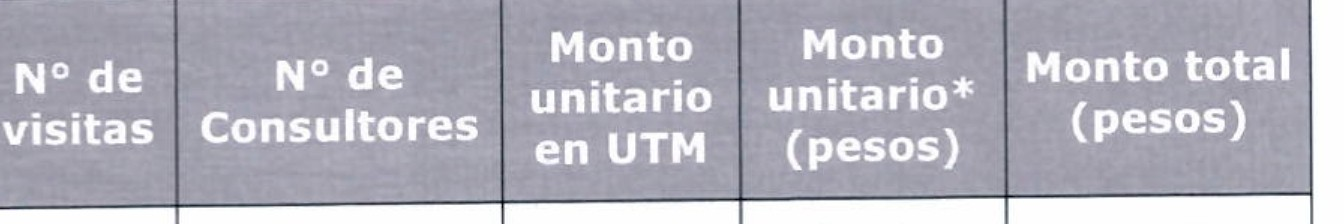 N° de
visitas
N° de
Consultores
Monto
unitario
en UTM
Monto
unitario*
(pesos)
Monto total
(pesos)